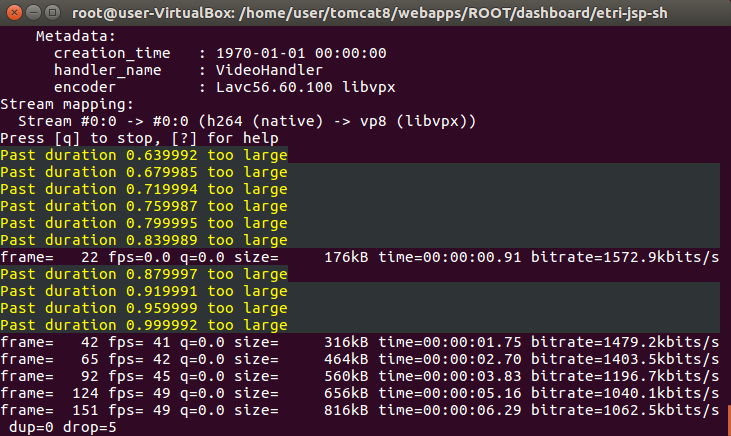 root@user-VirtualBox: /home/user/tomcat8/webapps/ROOT/dashboard/etri-jsp-sh
    Metadata:
      creation_time   : 1970-01-01 00:00:00
      handler_name    : VideoHandler
      encoder         : Lavc56.60.100 libvpx
Stream mapping:
  Stream #0:0 -> #0:0 (h264 (native) -> vp8 (libvpx))
Press [q] to stop, [?] for help
Past duration 0.639992 too large
Past duration 0.679985 too large
Past duration 0.719994 too large
Past duration 0.759987 too large
Past duration 0.799995 too large
Past duration 0.839989 too large
frame=   22 fps=0.0 q=0.0 size=     176kB time=00:00:00.91 bitrate=1572.9kbits/s
Past duration 0.879997 too large
Past duration 0.919991 too large
Past duration 0.959999 too large
Past duration 0.999992 too large
frame=   42 fps= 41 q=0.0 size=     316kB time=00:00:01.75 bitrate=1479.2kbits/s
frame=   65 fps= 42 q=0.0 size=     464kB time=00:00:02.70 bitrate=1403.5kbits/s
frame=   92 fps= 45 q=0.0 size=     560kB time=00:00:03.83 bitrate=1196.7kbits/s
frame=  124 fps= 49 q=0.0 size=     656kB time=00:00:05.16 bitrate=1040.1kbits/s
frame=  151 fps= 49 q=0.0 size=     816kB time=00:00:06.29 bitrate=1062.5kbits/s
 dup=0 drop=5